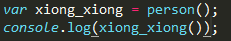 var xiong_xiong = person();
console.log(xiong_xiong());